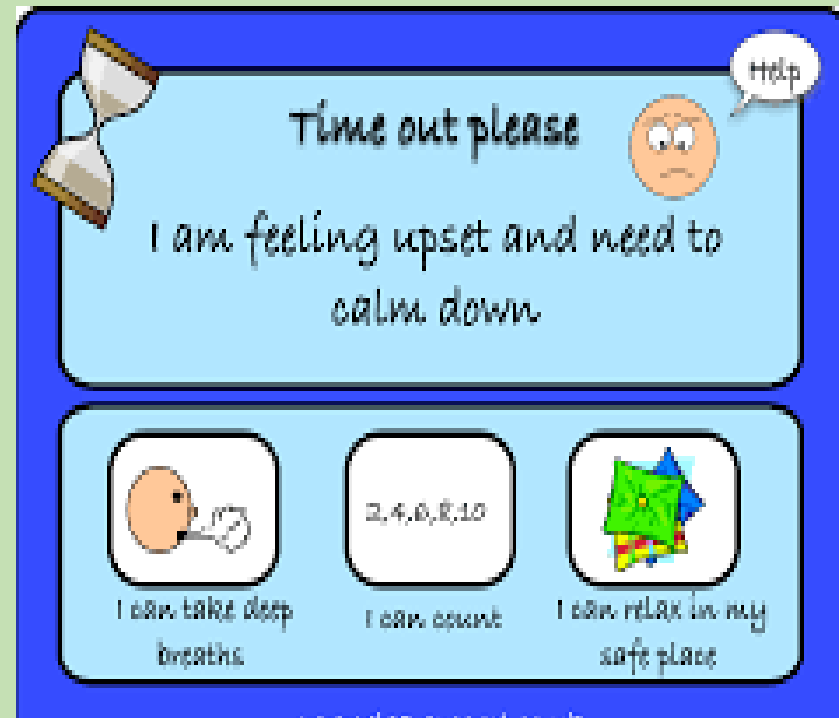 Help
Time out please
I am feeling upset and need to
calm down
2,4,6,8,10
I can take deep
breaths
I can count
I can relax in my
safe place